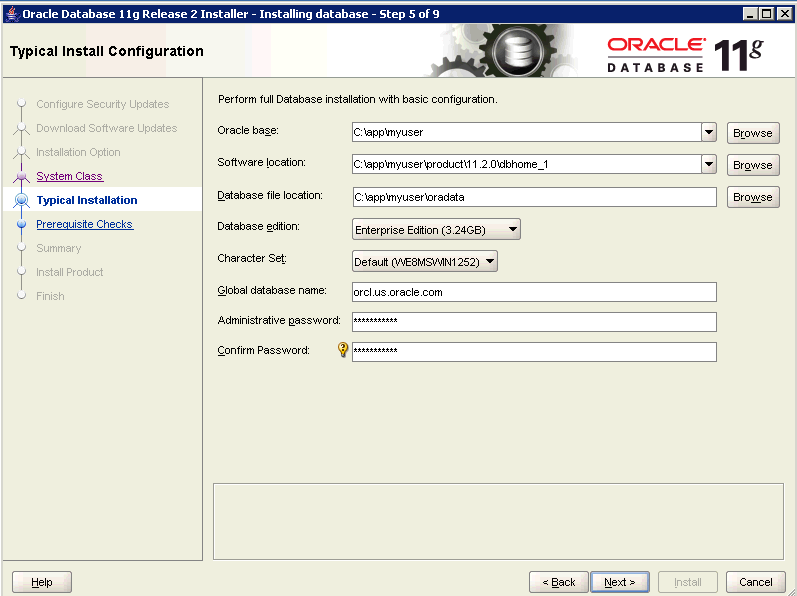 Oracle Database 11g Release 2 Installer - Installing database - Step 5 of 9
Typical Install Configuration
ORACLE®
DATABASE
11g
Configure Security Updates
Download Software Updates
Installation Option
System Class
Typical Installation
Prerequisite Checks
Summary
Install Product
Finish
Perform full Database installation with basic configuration.
Oracle base: C:\app\myuser Browse
Software location: C:\app\myuser\product\11.2.0\dbhome_1 Browse
Database file location: C:\app\myuser\oradata Browse
Database edition: Enterprise Edition (3.24GB)
Character Set: Default (WE8MSWIN1252)
Global database name: orcl.us.oracle.com
Administrative password: ***********
Confirm Password: ***********
Help < Back Next > Install Cancel